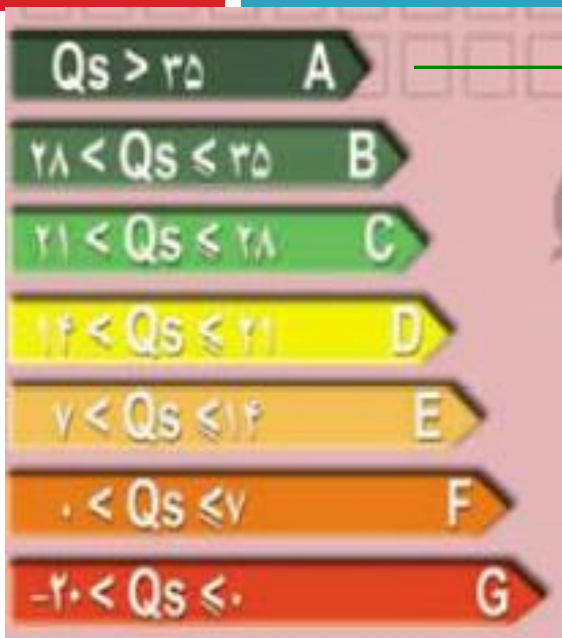 Qs > ۳۵ A
۲۸ < Qs ≤ ۳۵ B
۲۱ < Qs ≤ ۲۸ C
۱۴ < Qs ≤ ۲۱ D
۷ < Qs ≤ ۱۴ E
۰ < Qs ≤ ۷ F
-۲۰ < Qs ≤ ۰ G